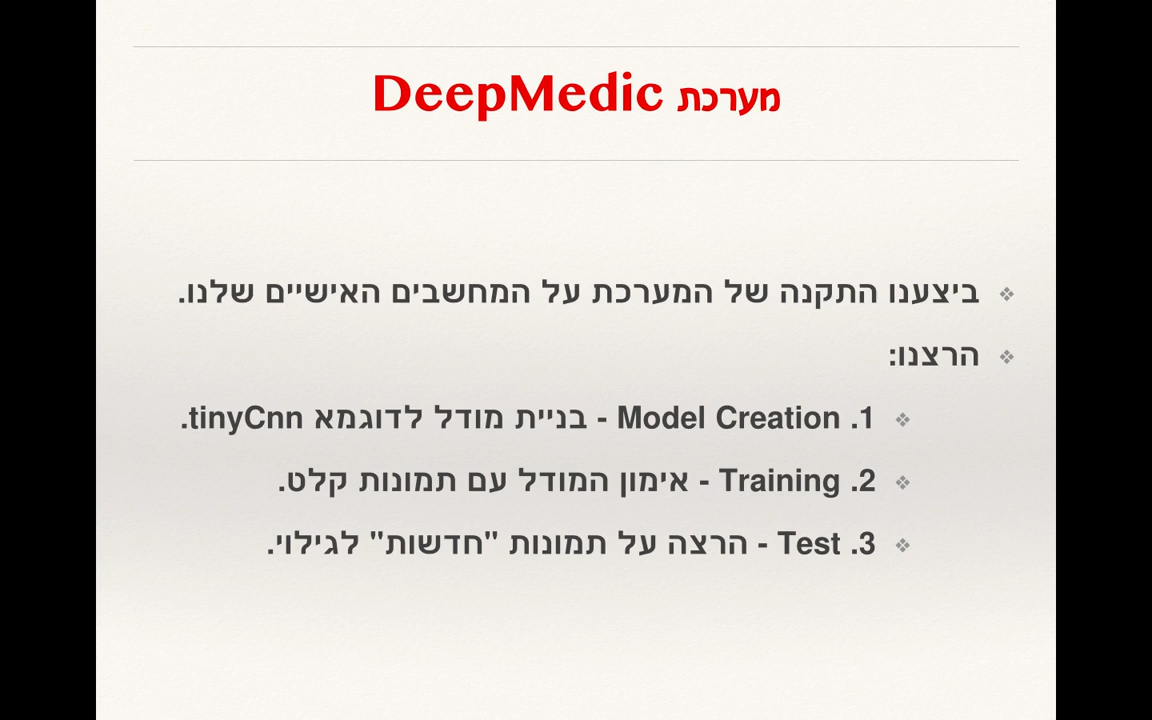 מערכת DeepMedic
ביצענו התקנה של המערכת על המחשבים האישיים שלנו.
הרצנו:
1. Model Creation - בניית מודל לדוגמא tinyCnn.
2. Training - אימון המודל עם תמונות קלט.
3. Test - הרצה על תמונות "חדשות" לגילוי.